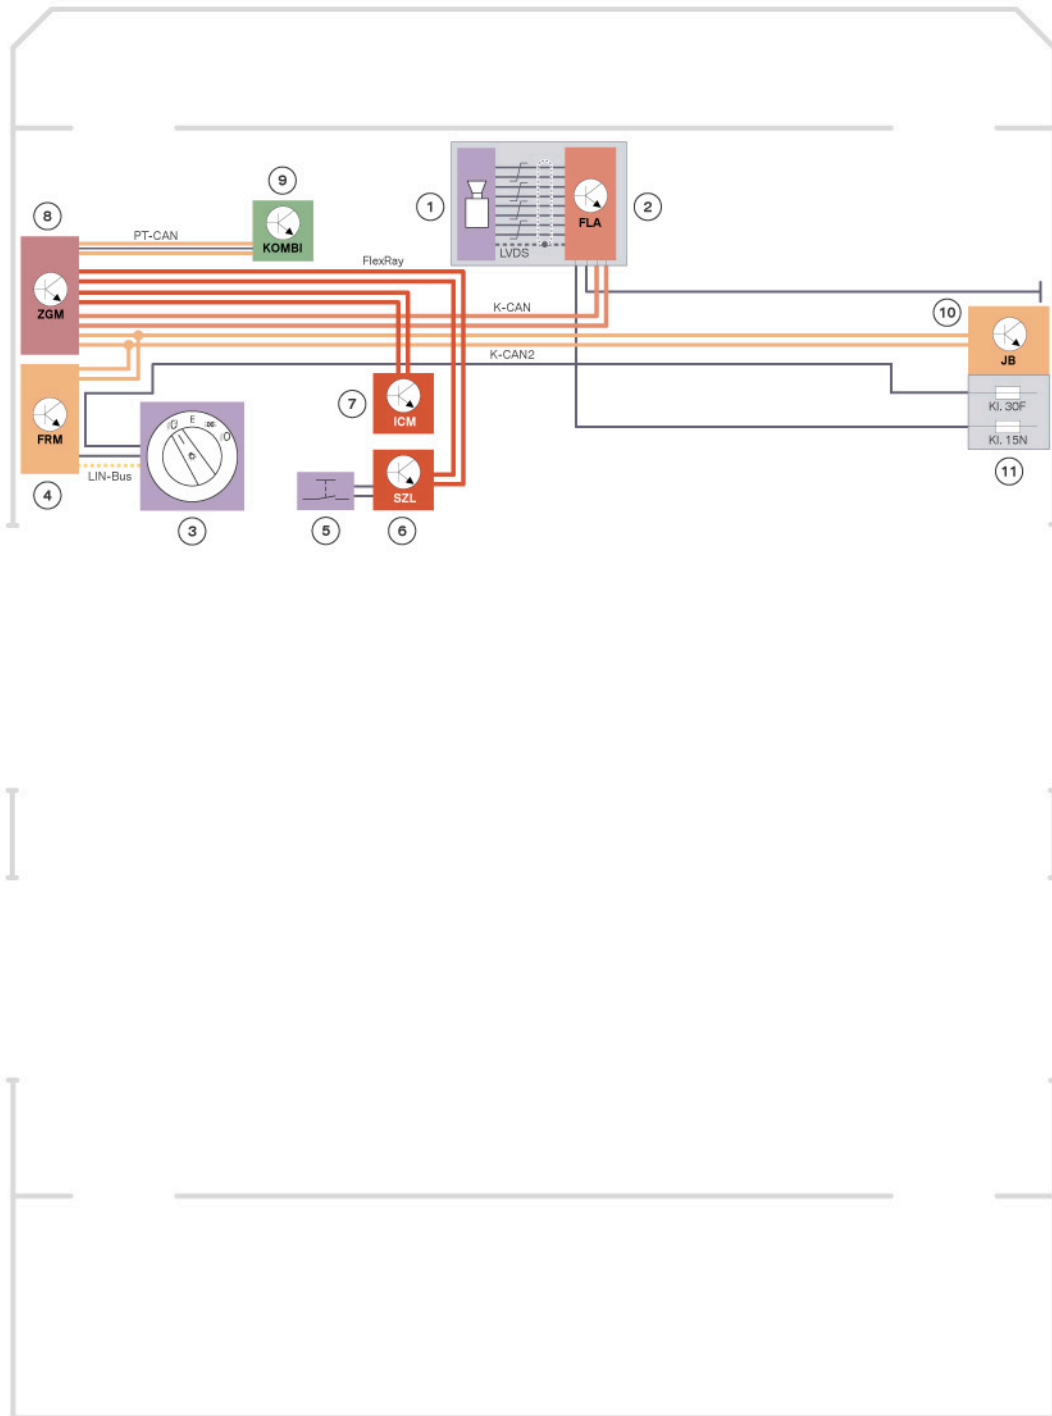 9
1
FLA
2
8
KOMBI
PT-CAN
LVDS
FlexRay
ZGM
K-CAN
10
JB
K-CAN2
7
ICM
Kl. 30F
FRM
E
Kl. 15N
LIN-Bus
SZL
11
4
3
5
6